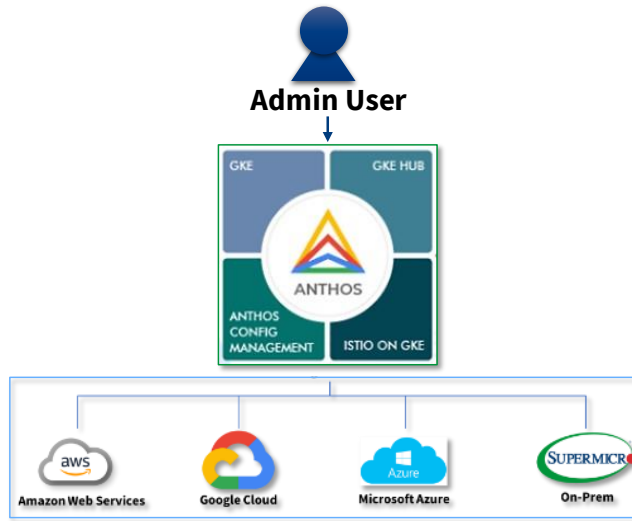 Admin User
GKE
GKE HUB
ANTHOS
ANTHOS
CONFIG
MANAGEMENT
ISTIO ON GKE
aws
Azure
SUPERMICR
Amazon Web Services
Google Cloud
Microsoft Azure
On-Prem